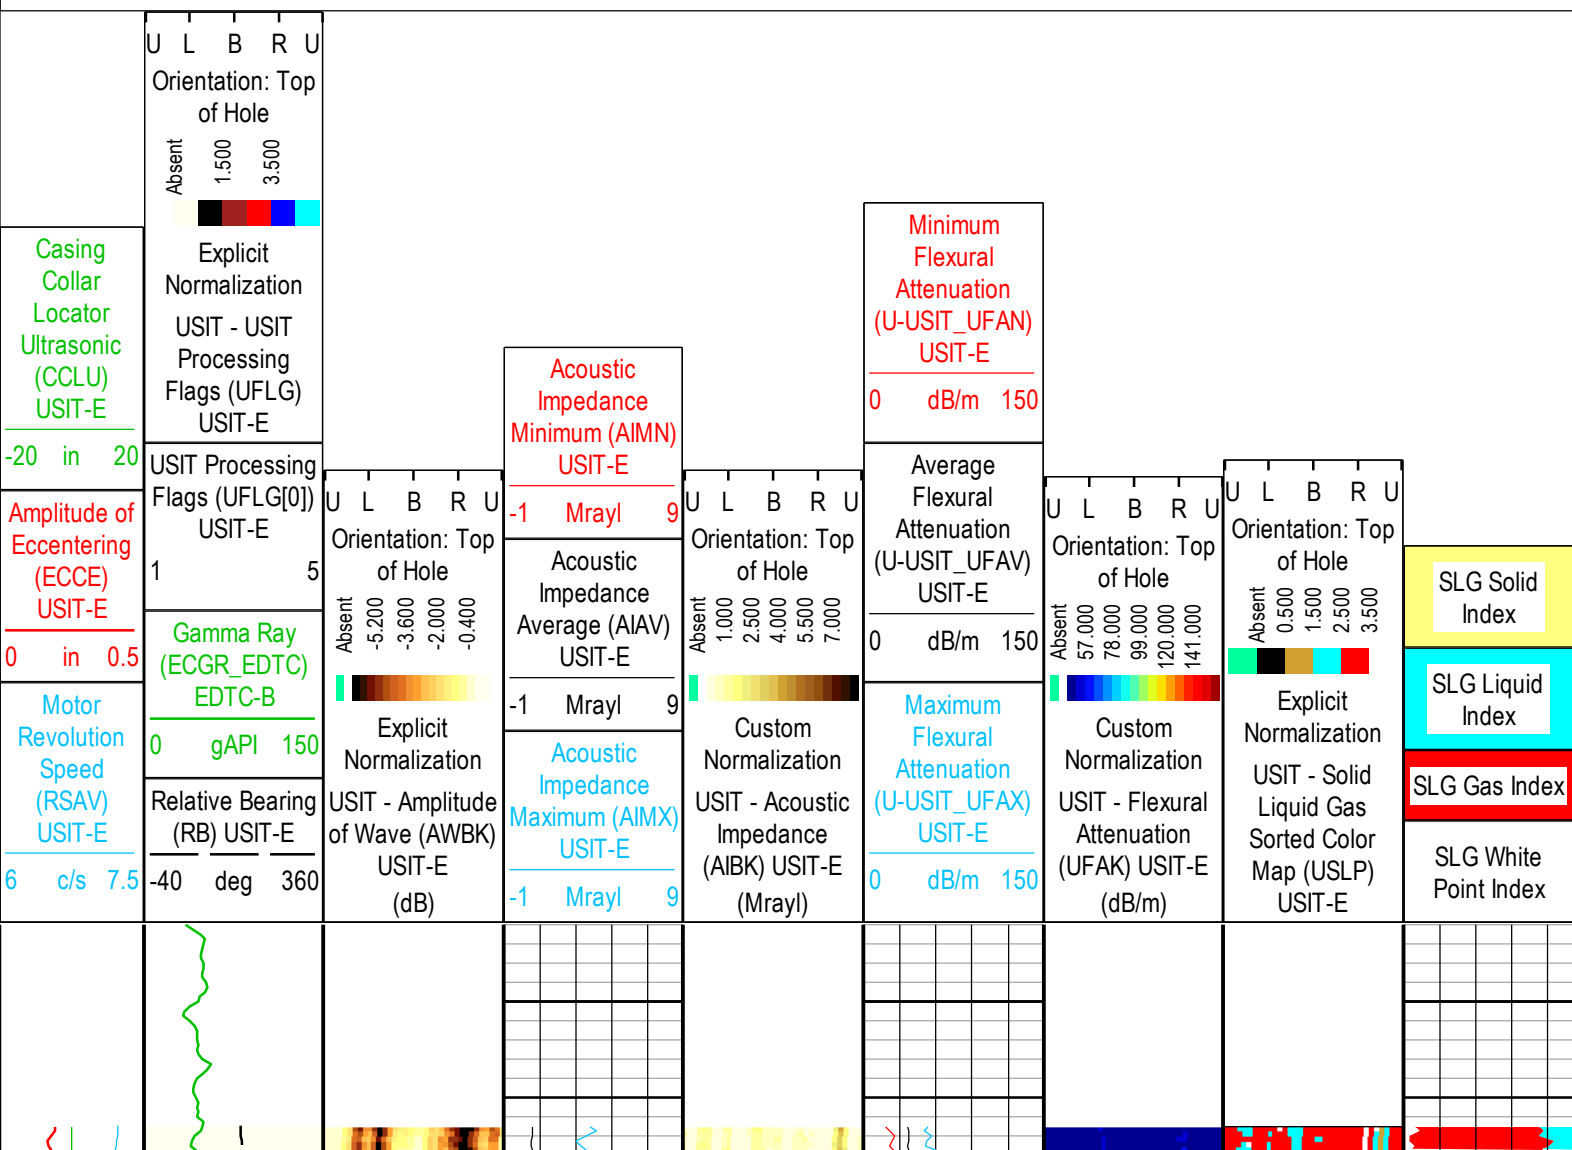 Casing
Collar
Locator
Ultrasonic
(CCLU)
USIT-E
-20 in 20
Amplitude of
Eccentering
(ECCE)
USIT-E
0 in 0.5
Motor
Revolution
Speed
(RSAV)
USIT-E
6 c/s 7.5
U L B R U
Orientation: Top
of Hole
Absent
1.500
3.500
Explicit
Normalization
USIT - USIT
Processing
Flags (UFLG)
USIT-E
USIT Processing
Flags (UFLG[0])
USIT-E
1 5
Gamma Ray
(ECGR_EDTC)
EDTC-B
0 gAPI 150
Relative Bearing
(RB) USIT-E
-40 deg 360
U L B R U
Orientation: Top
of Hole
Absent
-5.200
-3.600
-2.000
-0.400
Explicit
Normalization
USIT - Amplitude
of Wave (AWBK)
USIT-E
(dB)
Acoustic
Impedance
Minimum (AIMN)
USIT-E
-1 Mrayl 9
Acoustic
Impedance
Average (AIAV)
USIT-E
-1 Mrayl 9
Acoustic
Impedance
Maximum (AIMX)
USIT-E
-1 Mrayl 9
U L B R U
Orientation: Top
of Hole
Absent
1.000
2.500
4.000
5.500
7.000
Custom
Normalization
USIT - Acoustic
Impedance
(AIBK) USIT-E
(Mrayl)
Minimum
Flexural
Attenuation
(U-USIT_UFAN)
USIT-E
0 dB/m 150
Average
Flexural
Attenuation
(U-USIT_UFAV)
USIT-E
0 dB/m 150
Maximum
Flexural
Attenuation
(U-USIT_UFAX)
USIT-E
0 dB/m 150
U L B R U
Orientation: Top
of Hole
Absent
57.000
78.000
99.000
120.000
141.000
Custom
Normalization
USIT - Flexural
Attenuation
(UFAK) USIT-E
(dB/m)
U L B R U
Orientation: Top
of Hole
Absent
0.500
1.500
2.500
3.500
Explicit
Normalization
USIT - Solid
Liquid Gas
Sorted Color
Map (USLP)
USIT-E
SLG Solid
Index
SLG Liquid
Index
SLG Gas Index
SLG White
Point Index